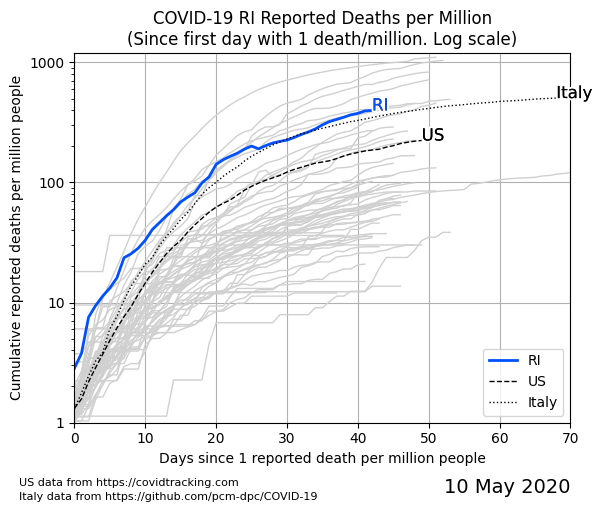 COVID-19 RI Reported Deaths per Million
(Since first day with 1 death/million. Log scale)
Cumulative reported deaths per million people
1000
100
10
1
RI
US
Italy
RI
US
Italy
0 10 20 30 40 50 60 70
Days since 1 reported death per million people
US data from https://covidtracking.com
Italy data from https://github.com/pcm-dpc/COVID-19
10 May 2020